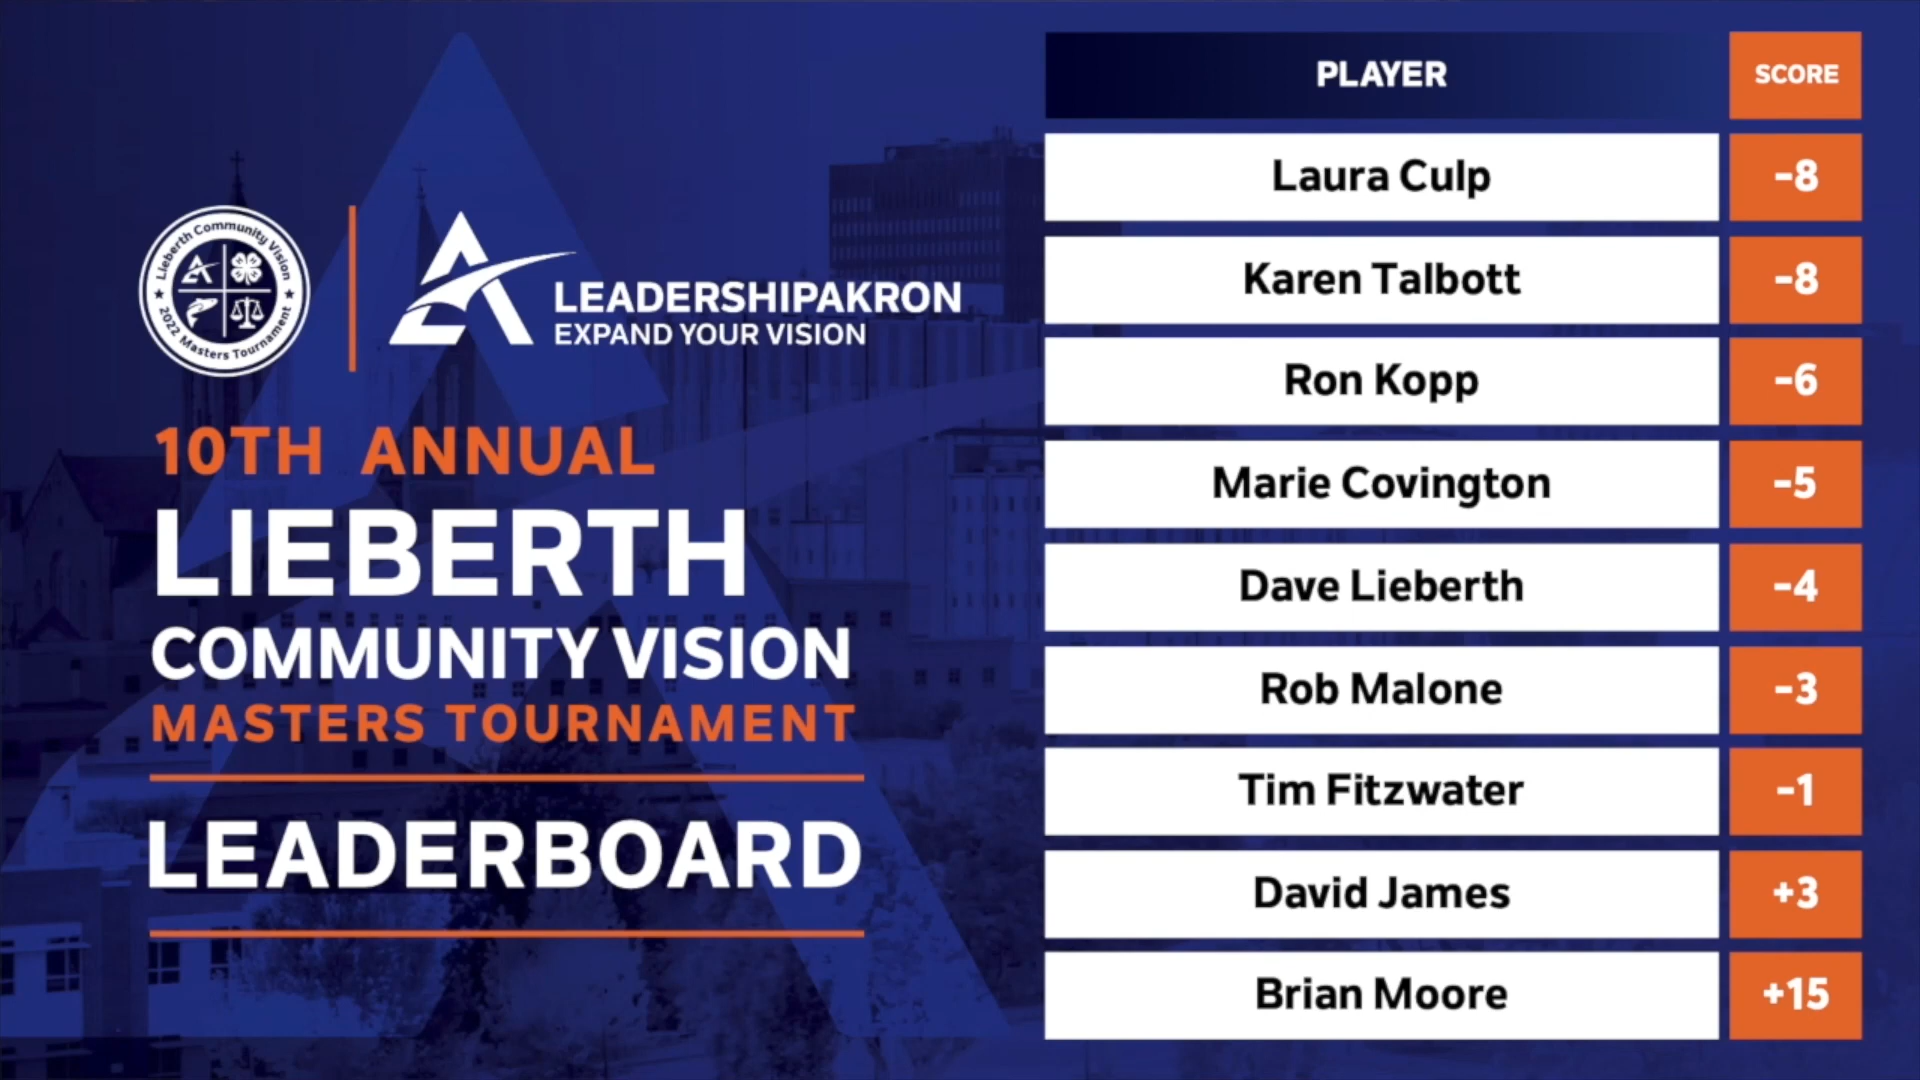 Lieberth Community Vision
★ 2022 Masters Tournament ★
LEADERSHIPAKRON
EXPAND YOUR VISION
10TH ANNUAL
LIEBERTH
COMMUNITY VISION
MASTERS TOURNAMENT
LEADERBOARD
PLAYER SCORE
Laura Culp -8
Karen Talbott -8
Ron Kopp -6
Marie Covington -5
Dave Lieberth -4
Rob Malone -3
Tim Fitzwater -1
David James +3
Brian Moore +15